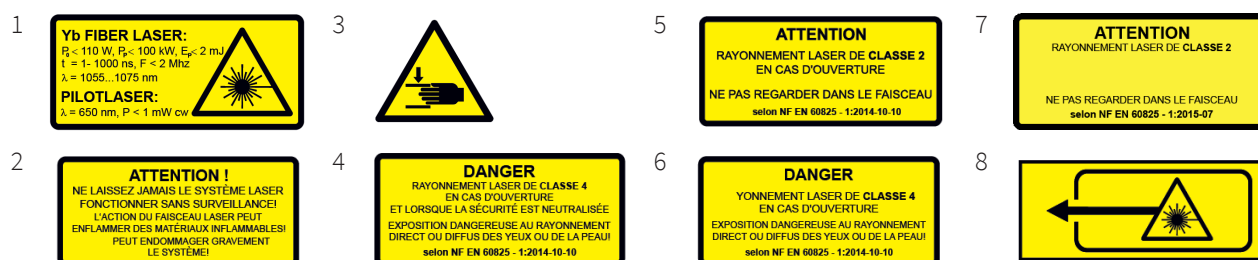 1
Yb FIBER LASER:
P₀ < 110 W, Pₚ < 100 kW, Eₚ < 2 mJ
t = 1- 1000 ns, F < 2 Mhz
λ = 1055...1075 nm
PILOTLASER:
λ = 650 nm, P < 1 mW cw
2
ATTENTION !
NE LAISSEZ JAMAIS LE SYSTÈME LASER
FONCTIONNER SANS SURVEILLANCE!
L'ACTION DU FAISCEAU LASER PEUT
ENFLAMMER DES MATÉRIAUX INFLAMMABLES!
PEUT ENDOMMAGER GRAVEMENT
LE SYSTÈME!
3
4
DANGER
RAYONNEMENT LASER DE CLASSE 4
EN CAS D'OUVERTURE
ET LORSQUE LA SÉCURITÉ EST NEUTRALISÉE
EXPOSITION DANGEREUSE AU RAYONNEMENT
DIRECT OU DIFFUS DES YEUX OU DE LA PEAU!
selon NF EN 60825 - 1:2014-10-10
5
ATTENTION
RAYONNEMENT LASER DE CLASSE 2
EN CAS D'OUVERTURE
NE PAS REGARDER DANS LE FAISCEAU
selon NF EN 60825 - 1:2014-10-10
6
DANGER
YONNEMENT LASER DE CLASSE 4
EN CAS D'OUVERTURE
EXPOSITION DANGEREUSE AU RAYONNEMENT
DIRECT OU DIFFUS DES YEUX OU DE LA PEAU!
selon NF EN 60825 - 1:2014-10-10
7
ATTENTION
RAYONNEMENT LASER DE CLASSE 2
NE PAS REGARDER DANS LE FAISCEAU
selon NF EN 60825 - 1:2015-07
8